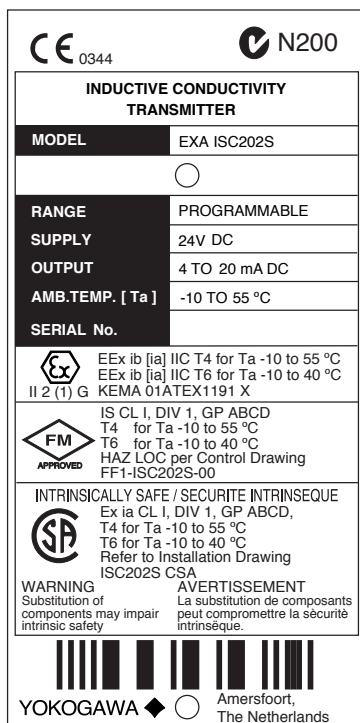 CE 0344
N200
INDUCTIVE CONDUCTIVITY
TRANSMITTER
MODEL EXA ISC202S
RANGE PROGRAMMABLE
SUPPLY 24V DC
OUTPUT 4 TO 20 mA DC
AMB.TEMP. [ Ta ] -10 TO 55 ºC
SERIAL No.
Ex
II 2 (1) G
EEx ib [ia] IIC T4 for Ta -10 to 55 ºC
EEx ib [ia] IIC T6 for Ta -10 to 40 ºC
KEMA 01ATEX1191 X
FM
APPROVED
IS CL I, DIV 1, GP ABCD
T4 for Ta -10 to 55 ºC
T6 for Ta -10 to 40 ºC
HAZ LOC per Control Drawing
FF1-ISC202S-00
INTRINSICALLY SAFE / SECURITE INTRINSEQUE
SA
Ex ia CL I, DIV 1, GP ABCD,
T4 for Ta -10 to 55 ºC
T6 for Ta -10 to 40 ºC
Refer to Installation Drawing
ISC202S CSA
WARNING
Substitution of
components may impair
intrinsic safety
AVERTISSEMENT
La substitution de composants
peut compromettre la sècurité
intrinsëque.
YOKOGAWA
Amersfoort,
The Netherlands